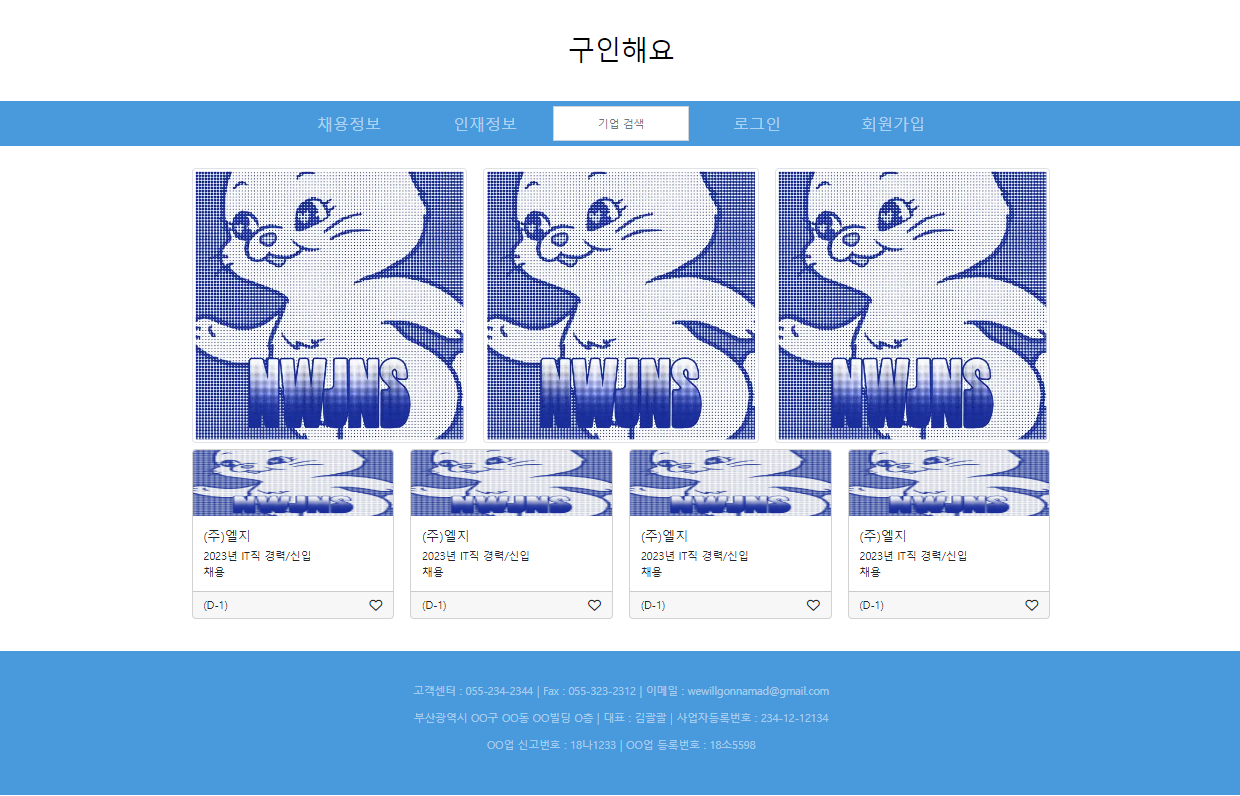 구인해요
채용정보 인재정보 기업 검색 로그인 회원가입
NWJNS NWJNS NWJNS
NWJNS NWJNS NWJNS NWJNS
(주)엘지 (주)엘지 (주)엘지 (주)엘지
2023년 IT직 경력/신입 2023년 IT직 경력/신입 2023년 IT직 경력/신입 2023년 IT직 경력/신입
채용 채용 채용 채용
(D-1) (D-1) (D-1) (D-1)
고객센터 : 055-234-2344 | Fax : 055-323-2312 | 이메일 : wewillgonnamad@gmail.com
부산광역시 OO구 OO동 OO빌딩 O층 | 대표 : 김괄괄 | 사업자등록번호 : 234-12-12134
OO업 신고번호 : 18나1233 | OO업 등록번호 : 18소5598